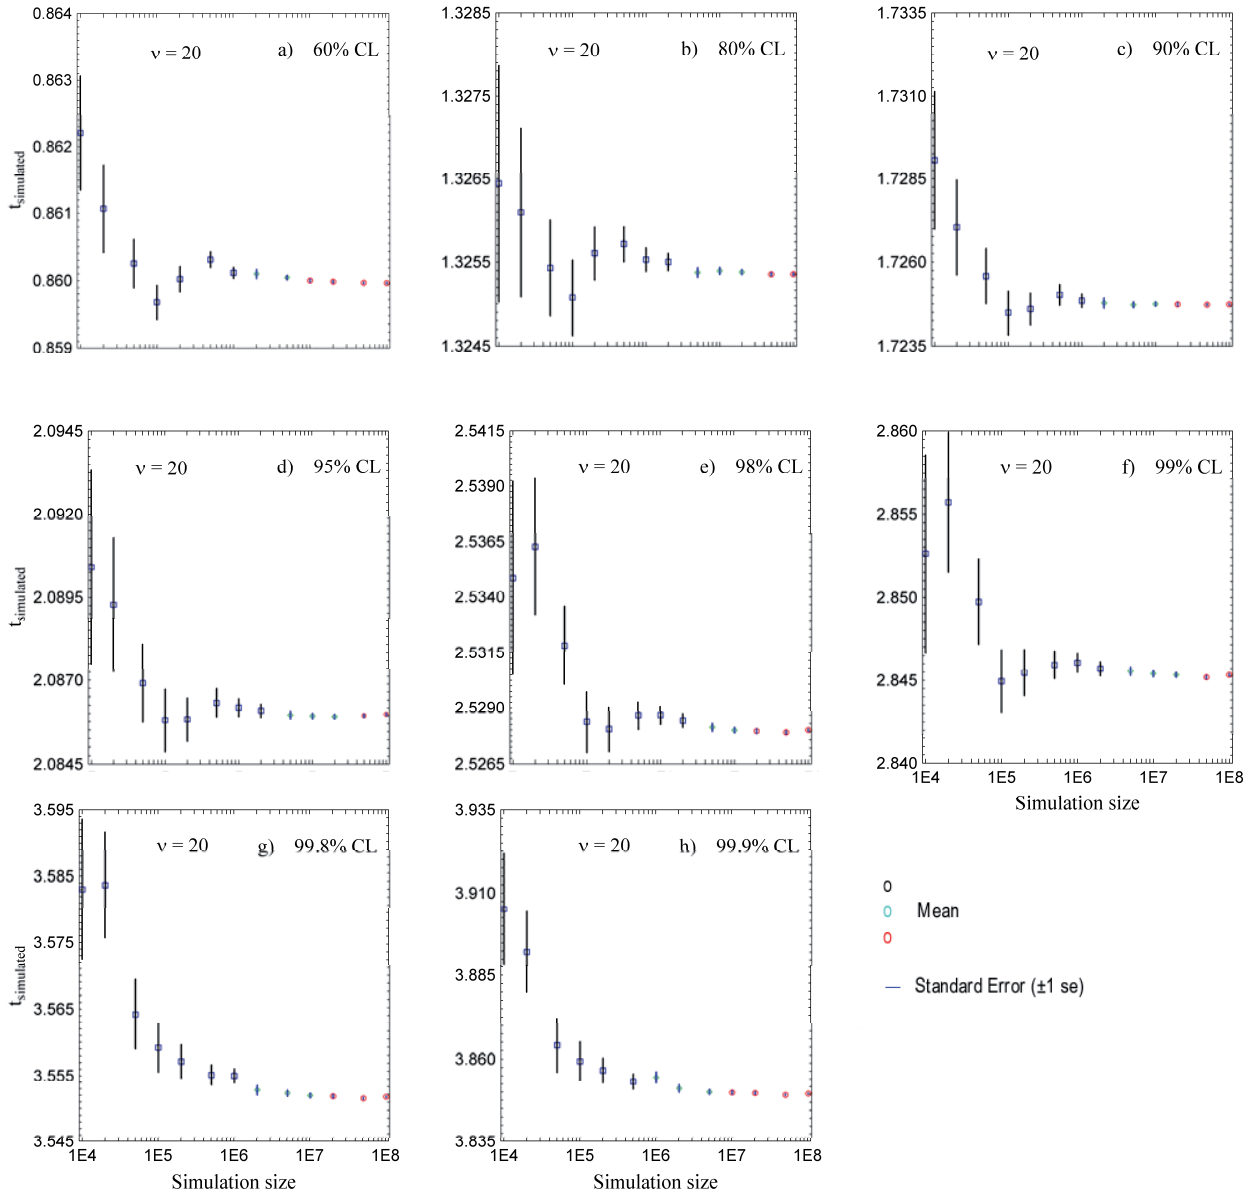 0.864
0.863
0.862
0.861
0.860
0.859
t simulated
ν = 20
a) 60% CL
1.3285
1.3275
1.3265
1.3255
1.3245
ν = 20
b) 80% CL
1.7335
1.7310
1.7285
1.7260
1.7235
ν = 20
c) 90% CL
2.0945
2.0920
2.0895
2.0870
2.0845
t simulated
ν = 20
d) 95% CL
2.5415
2.5390
2.5365
2.5340
2.5315
2.5290
2.5265
ν = 20
e) 98% CL
2.860
2.855
2.850
2.845
2.840
ν = 20
f) 99% CL
1E4 1E5 1E6 1E7 1E8
Simulation size
3.595
3.585
3.575
3.565
3.555
3.545
t simulated
ν = 20
g) 99.8% CL
1E4 1E5 1E6 1E7 1E8
Simulation size
3.935
3.910
3.885
3.860
3.835
ν = 20
h) 99.9% CL
1E4 1E5 1E6 1E7 1E8
Simulation size
Mean
Standard Error (±1 se)